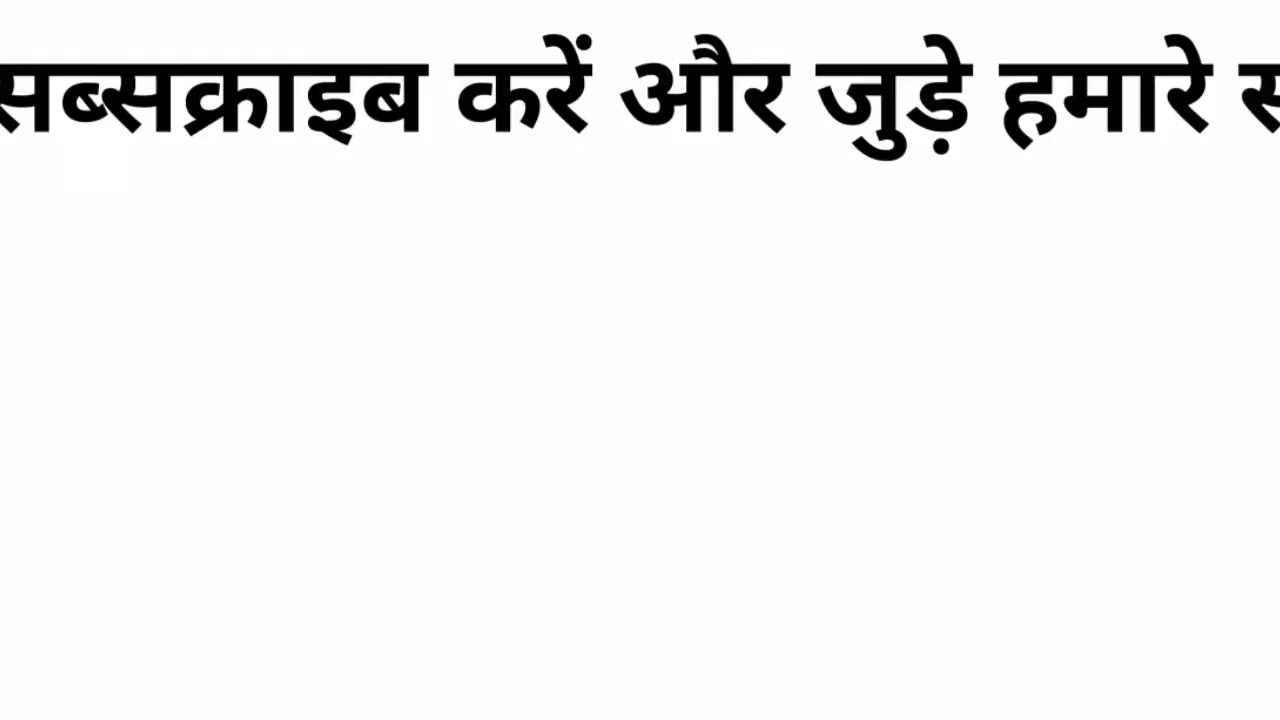 सब्सक्राइब करें और जुड़े हमारे